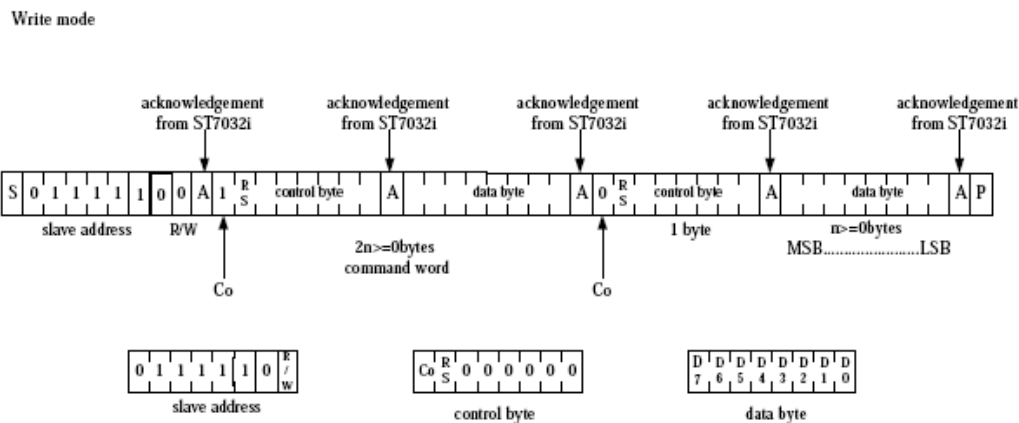 Write mode
acknowledgement acknowledgement acknowledgement acknowledgement acknowledgement
from ST7032i from ST7032i from ST7032i from ST7032i from ST7032i
S 0 1 1 1 1 1 0 0 A 1 RS control byte A data byte A 0 RS control byte A data byte A P
slave address R/W 1 byte n>=0bytes
2n>=0bytes MSB.......................LSB
command word
Co Co
0 1 1 1 1 1 0 R/W Co RS 0 0 0 0 0 0 D7 D6 D5 D4 D3 D2 D1 D0
slave address control byte data byte